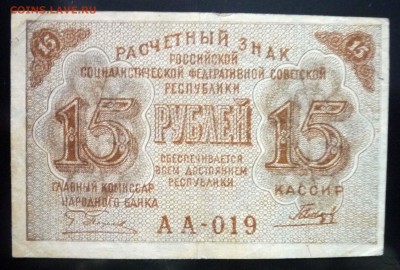 COINS.LAVE.RU
15 РАСЧЕТНЫЙ ЗНАК 15
РОССИЙСКОЙ
СОЦИАЛИСТИЧЕСКОЙ ФЕДЕРАТИВНОЙ СОВЕТСКОЙ
РЕСПУБЛИКИ
15 РУБЛЕЙ 15
ОБЕСПЕЧИВАЕТСЯ
ВСЕМ ДОСТОЯНИЕМ
РЕСПУБЛИКИ
ГЛАВНЫЙ КОМИССАР
НАРОДНОГО БАНКА
КАССИР
АА-019